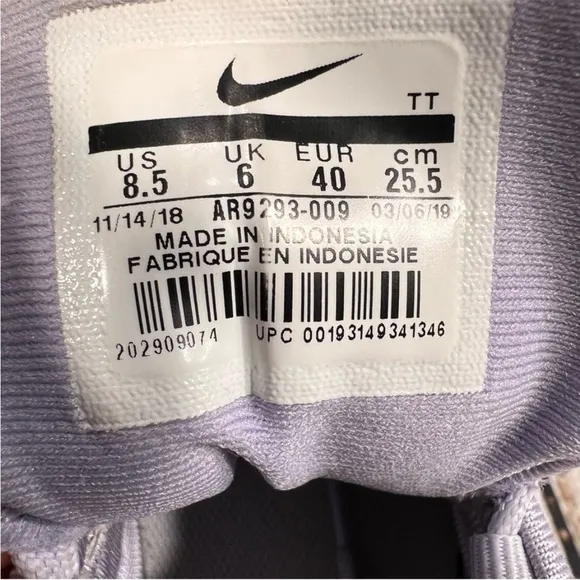 TT
US UK EUR cm
8.5 6 40 25.5
11/14/18 AR9293-009 03/06/19
MADE IN INDONESIA
FABRIQUE EN INDONESIE
202909074 UPC 00193149341346